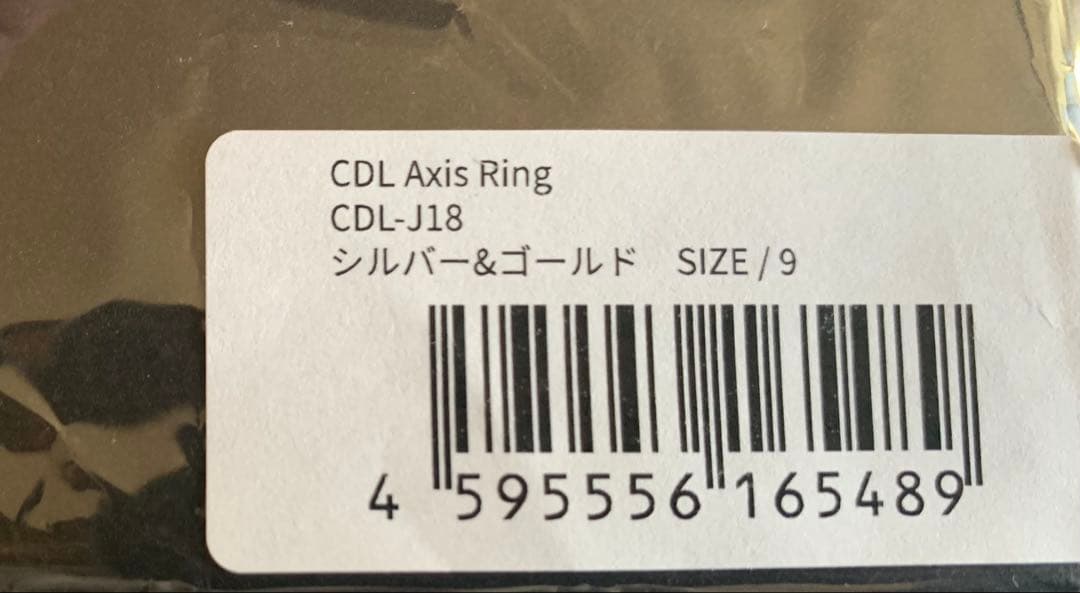 CDL Axis Ring
CDL-J18
シルバー&ゴールド　SIZE / 9
4 595556 165489